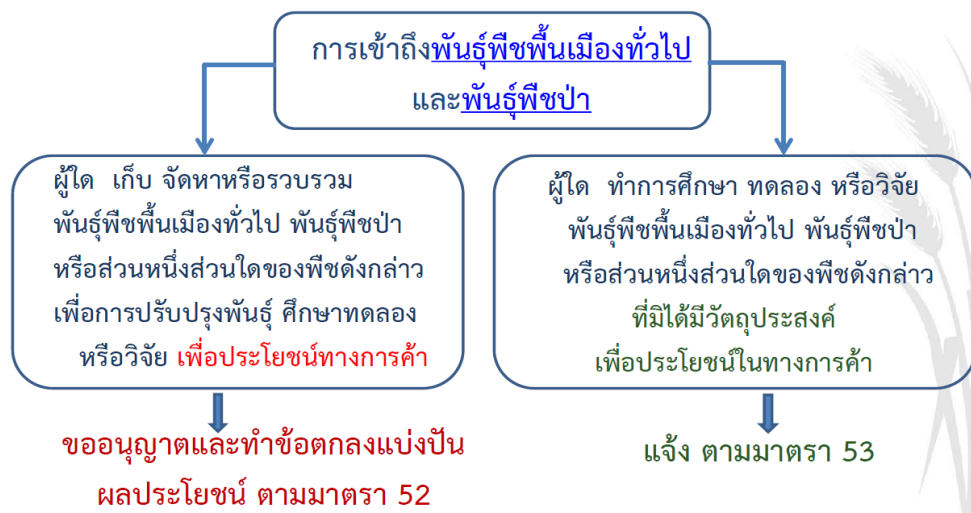 การเข้าถึงพันธุ์พืชพื้นเมืองทั่วไป
และพันธุ์พืชป่า
ผู้ใด เก็บ จัดหาหรือรวบรวม
พันธุ์พืชพื้นเมืองทั่วไป พันธุ์พืชป่า
หรือส่วนหนึ่งส่วนใดของพืชดังกล่าว
เพื่อการปรับปรุงพันธุ์ ศึกษาทดลอง
หรือวิจัย เพื่อประโยชน์ทางการค้า
ขออนุญาตและทำข้อตกลงแบ่งปัน
ผลประโยชน์ ตามมาตรา 52
ผู้ใด ทำการศึกษา ทดลอง หรือวิจัย
พันธุ์พืชพื้นเมืองทั่วไป พันธุ์พืชป่า
หรือส่วนหนึ่งส่วนใดของพืชดังกล่าว
ที่มิได้มีวัตถุประสงค์
เพื่อประโยชน์ในทางการค้า
แจ้ง ตามมาตรา 53